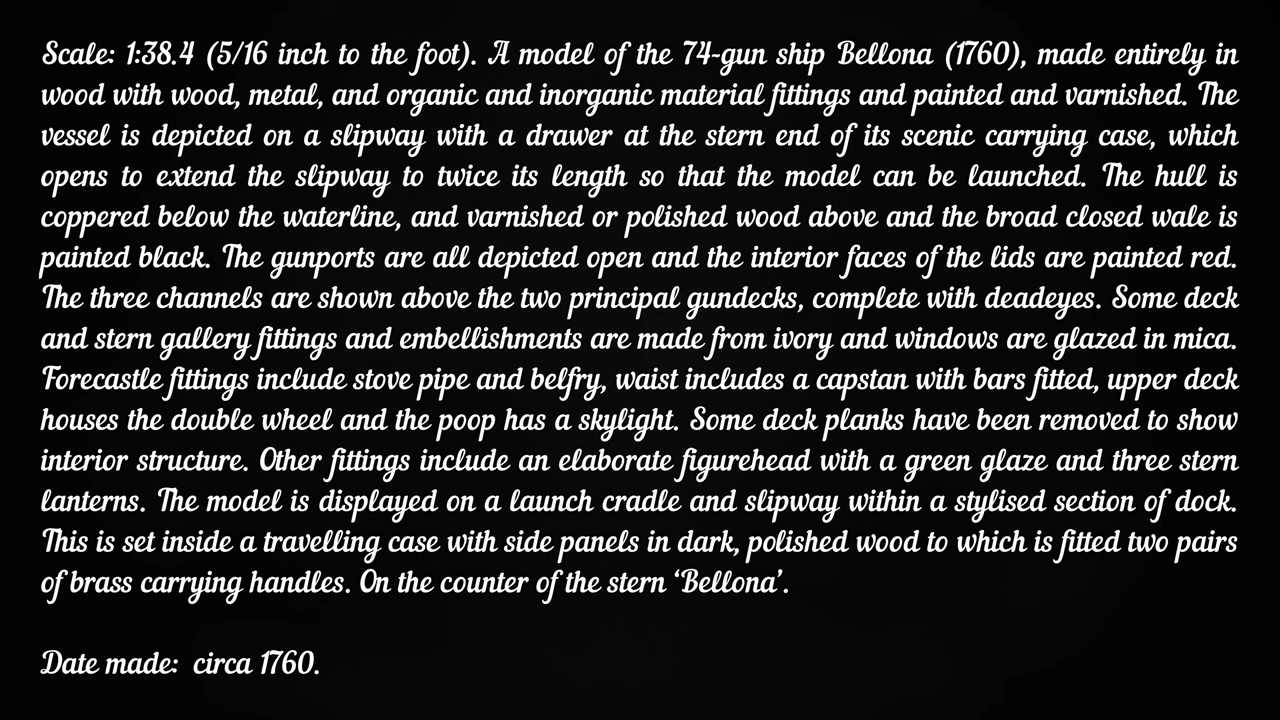 Scale: 1:38.4 (5/16 inch to the foot). A model of the 74-gun ship Bellona (1760), made entirely in
wood with wood, metal, and organic and inorganic material fittings and painted and varnished. The
vessel is depicted on a slipway with a drawer at the stern end of its scenic carrying case, which
opens to extend the slipway to twice its length so that the model can be launched. The hull is
coppered below the waterline, and varnished or polished wood above and the broad closed wale is
painted black. The gunports are all depicted open and the interior faces of the lids are painted red.
The three channels are shown above the two principal gundecks, complete with deadeyes. Some deck
and stern gallery fittings and embellishments are made from ivory and windows are glazed in mica.
Forecastle fittings include stove pipe and belfry, waist includes a capstan with bars fitted, upper deck
houses the double wheel and the poop has a skylight. Some deck planks have been removed to show
interior structure. Other fittings include an elaborate figurehead with a green glaze and three stern
lanterns. The model is displayed on a launch cradle and slipway within a stylised section of dock.
This is set inside a travelling case with side panels in dark, polished wood to which is fitted two pairs
of brass carrying handles. On the counter of the stern ‘Bellona’.
Date made: circa 1760.